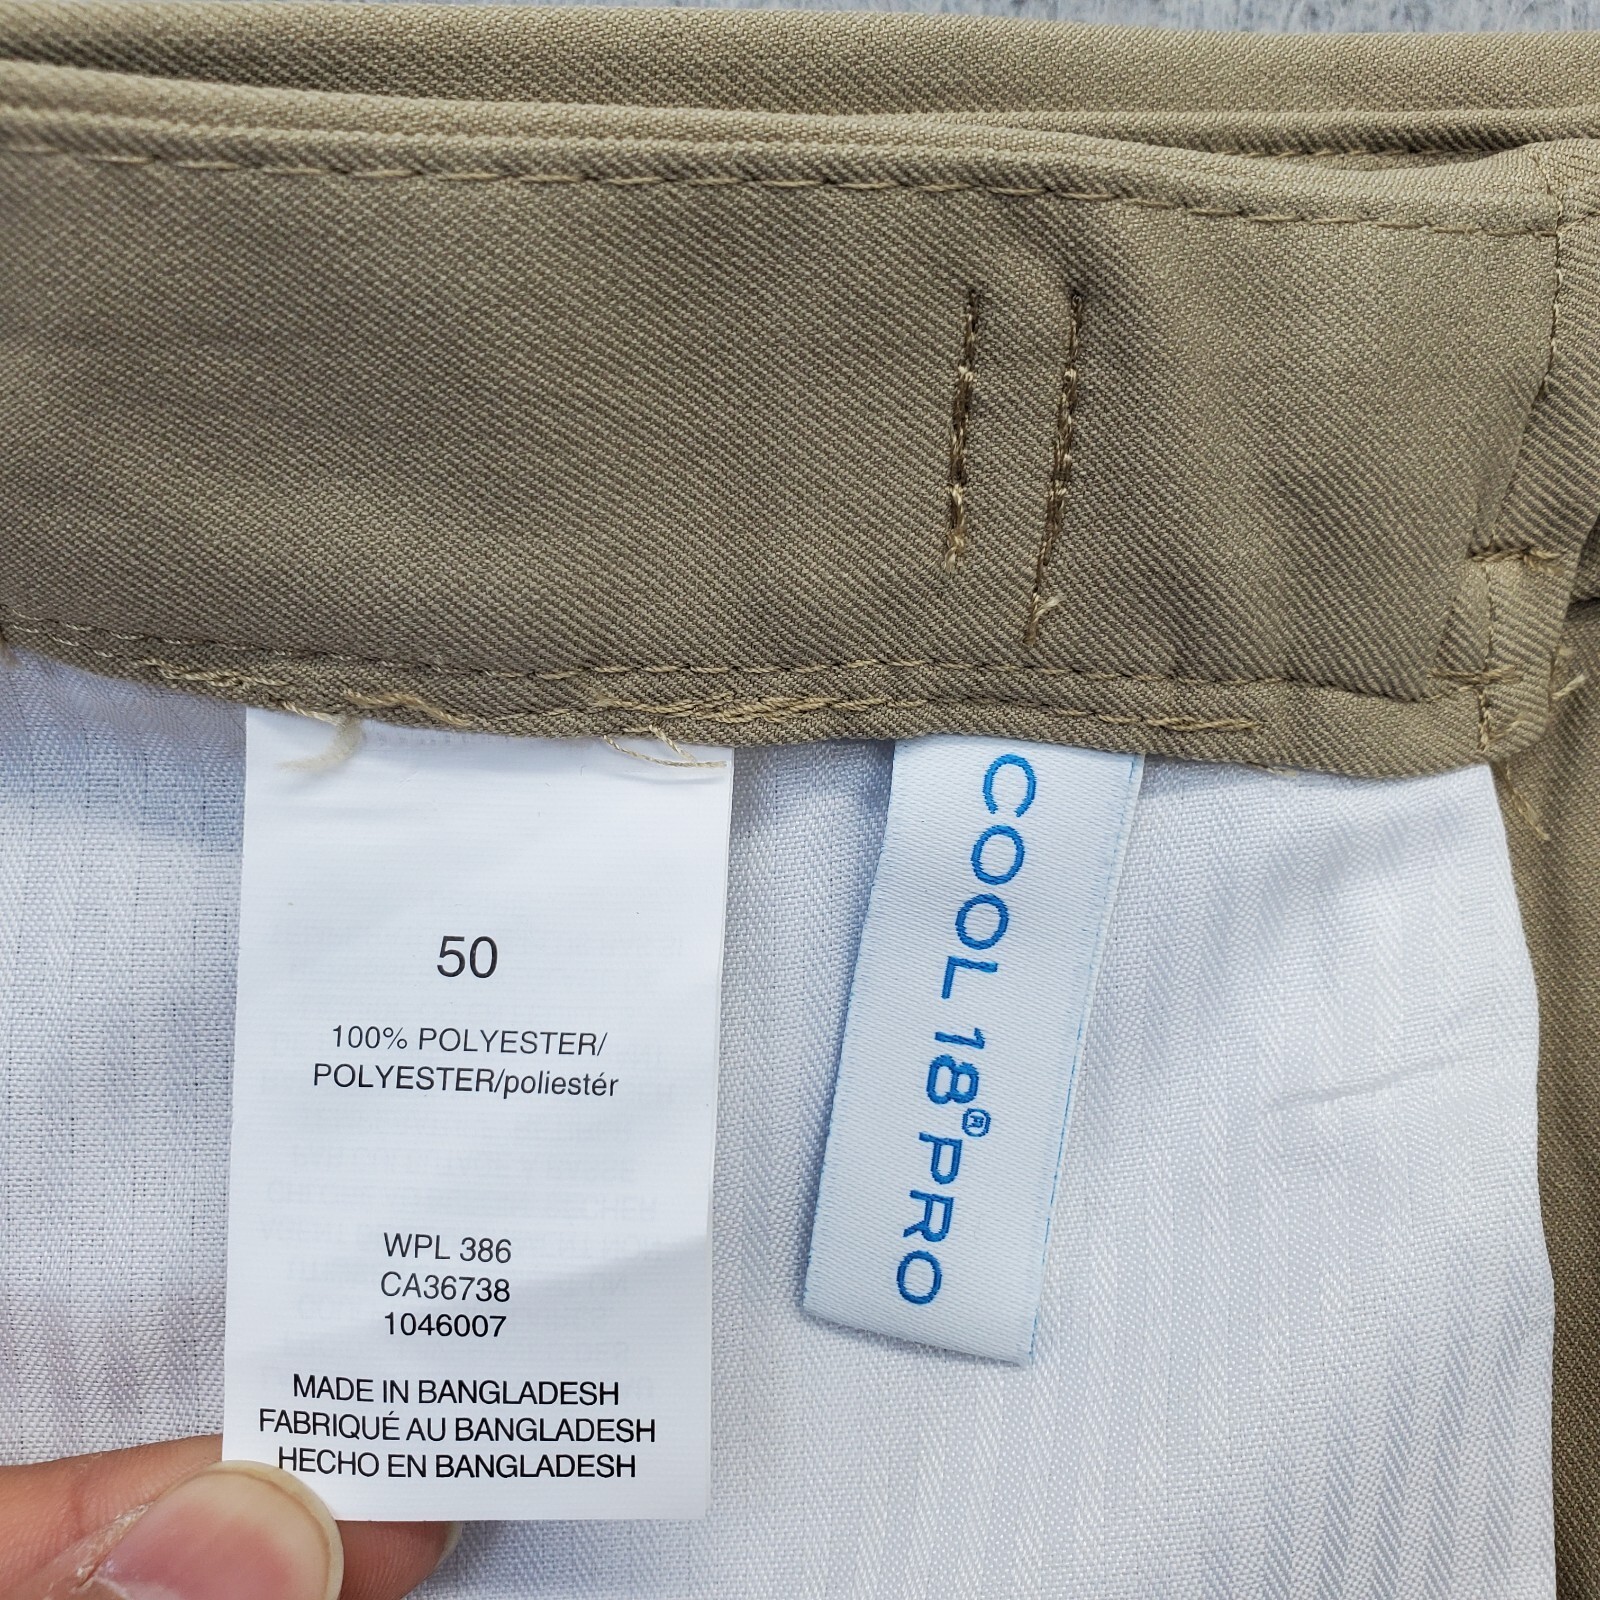 50
100% POLYESTER/
POLYESTER/poliestér
WPL 386
CA36738
1046007
MADE IN BANGLADESH
FABRIQUÉ AU BANGLADESH
HECHO EN BANGLADESH
COOL 18® PRO